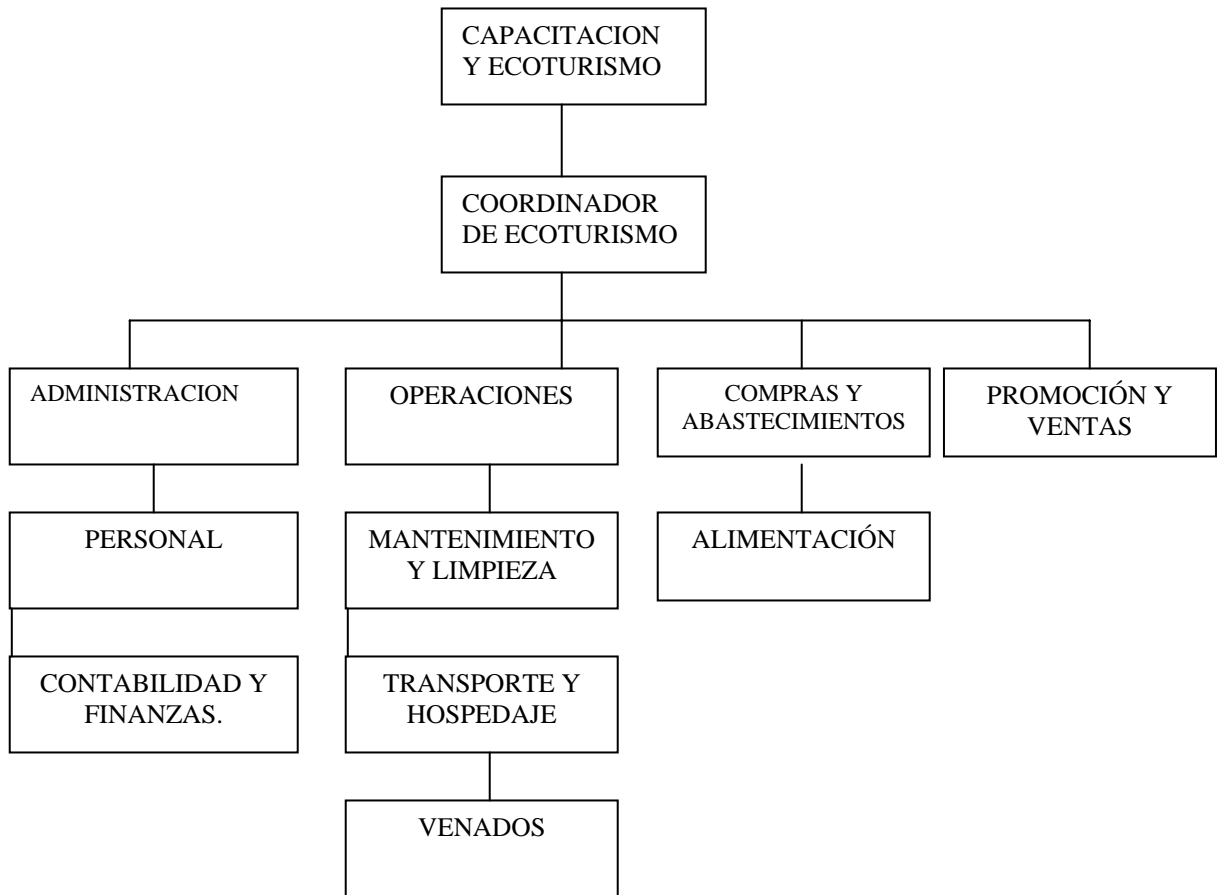 CAPACITACION
Y ECOTURISMO
COORDINADOR
DE ECOTURISMO
ADMINISTRACION
OPERACIONES
COMPRAS Y
ABASTECIMIENTOS
PROMOCIÓN Y
VENTAS
PERSONAL
MANTENIMIENTO
Y LIMPIEZA
ALIMENTACIÓN
CONTABILIDAD Y
FINANZAS.
TRANSPORTE Y
HOSPEDAJE
VENADOS